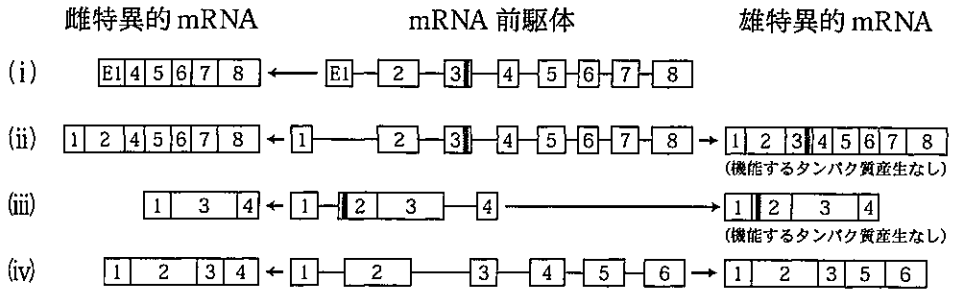 雌特異的 mRNA mRNA 前駆体 雄特異的 mRNA
(i) E1 4 5 6 7 8 E1 2 3 4 5 6 7 8
(ii) 1 2 4 5 6 7 8 1 2 3 4 5 6 7 8 1 2 3 4 5 6 7 8
(機能するタンパク質産生なし)
(iii) 1 3 4 1 2 3 4 1 2 3 4
(機能するタンパク質産生なし)
(iv) 1 2 3 4 1 2 3 4 5 6 1 2 3 5 6